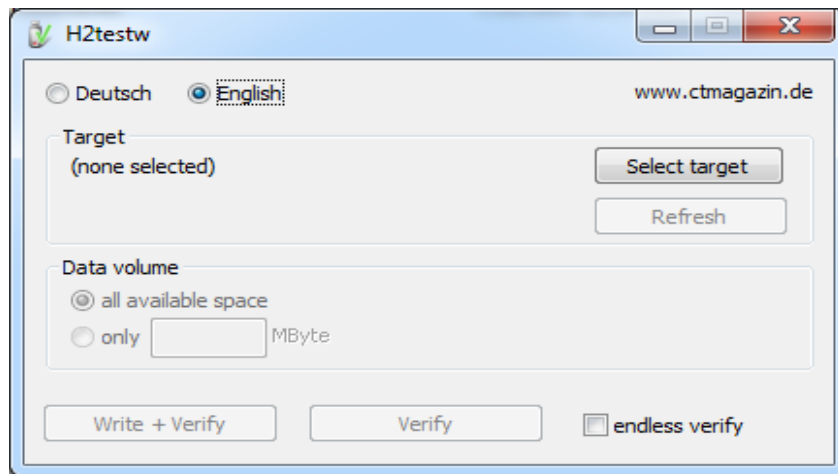 H2testw
Deutsch English www.ctmagazin.de
Target
(none selected) Select target
Refresh
Data volume
all available space
only MByte
Write + Verify Verify endless verify